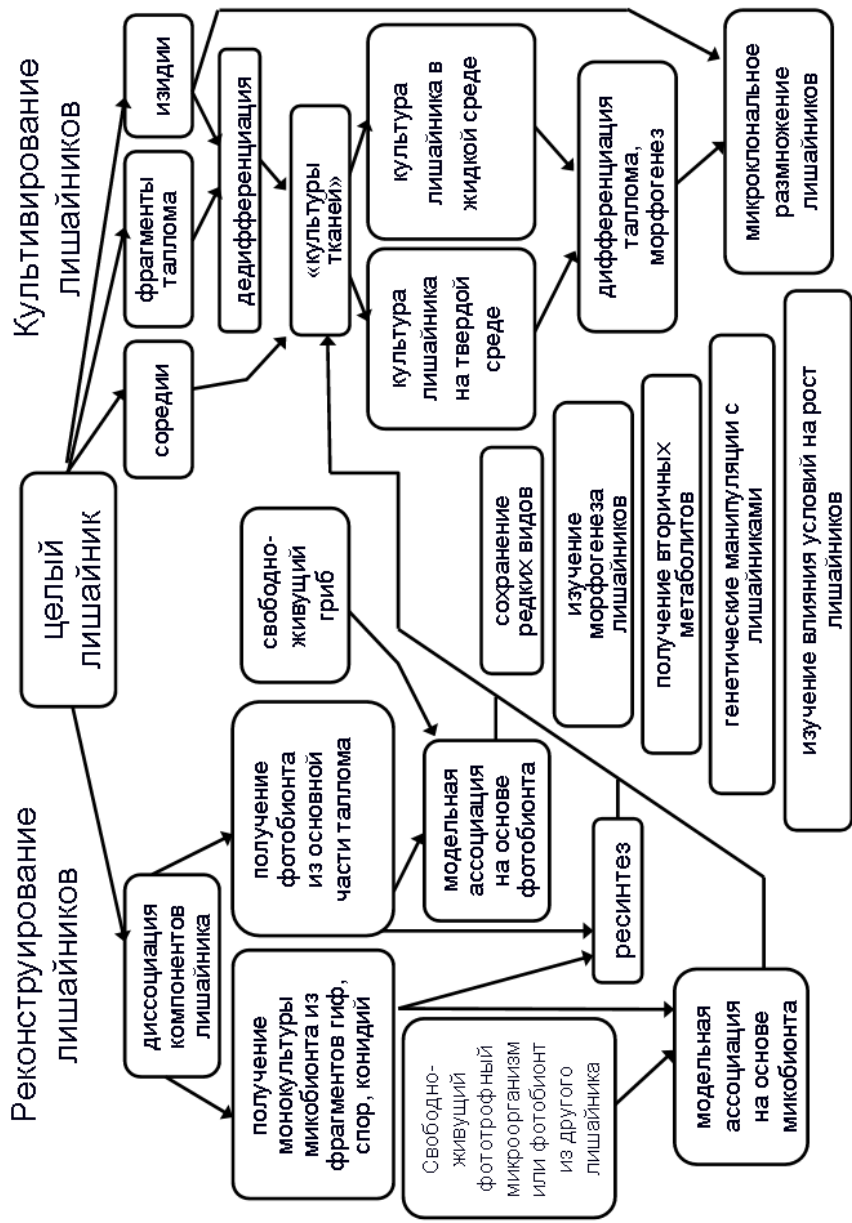 Реконструирование
лишайников
Культивирование
лишайников
целый
лишайник
диссоциация
компонентов
лишайника
соредии
фрагменты
таллома
изидии
получение
монокультуры
микобионта из
фрагментов гиф,
спор, конидий
получение
фотобионта
из основной
части таллома
свободно-
живущий
гриб
дедифференциация
«культуры
тканей»
Свободно-
живущий
фототрофный
микроорганизм
или фотобионт
из другого
лишайника
модельная
ассоциация
на основе
фотобионта
культура
лишайника
на твердой
среде
культура
лишайника в
жидкой среде
ресинтез
сохранение
редких видов
изучение
морфогенеза
лишайников
дифференциация
таллома,
морфогенез
модельная
ассоциация
на основе
микобионта
получение вторичных
метаболитов
генетические манипуляции с
лишайниками
изучение влияния условий на рост
лишайников
микроклональное
размножение
лишайников